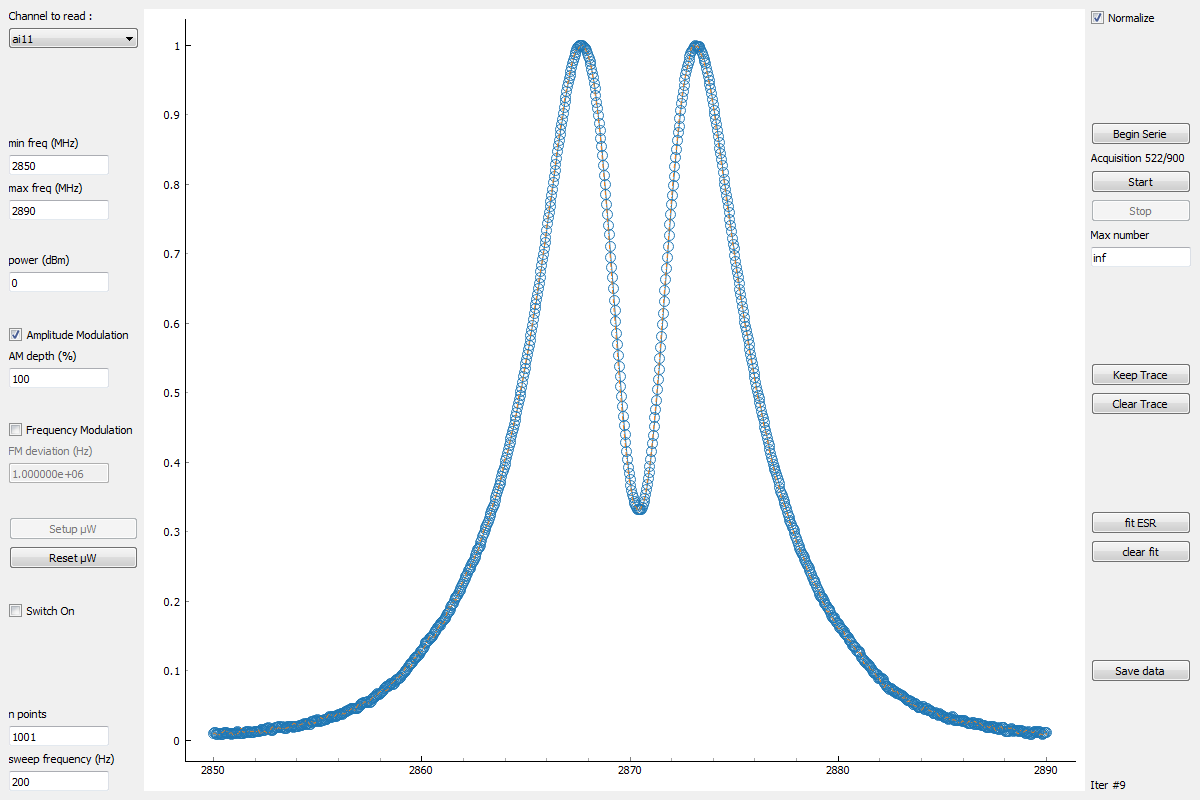 Channel to read :
ai11
min freq (MHz)
2850
max freq (MHz)
2890
power (dBm)
0
Amplitude Modulation
AM depth (%)
100
Frequency Modulation
FM deviation (Hz)
1.000000e+06
Setup µW
Reset µW
Switch On
n points
1001
sweep frequency (Hz)
200
1
0.9
0.8
0.7
0.6
0.5
0.4
0.3
0.2
0.1
0
2850
2860
2870
2880
2890
Normalize
Begin Serie
Acquisition 522/900
Start
Stop
Max number
inf
Keep Trace
Clear Trace
fit ESR
clear fit
Save data
Iter #9